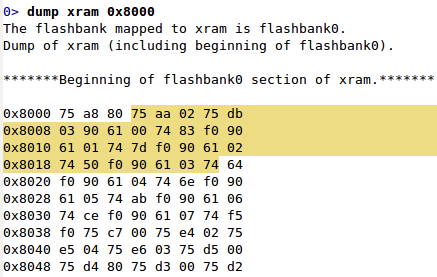 0> dump xram 0x8000
The flashbank mapped to xram is flashbank0.
Dump of xram (including beginning of flashbank0).
*******Beginning of flashbank0 section of xram.*******
0x8000 75 a8 80 75 aa 02 75 db
0x8008 03 90 61 00 74 83 f0 90
0x8010 61 01 74 7d f0 90 61 02
0x8018 74 50 f0 90 61 03 74 64
0x8020 f0 90 61 04 74 6e f0 90
0x8028 61 05 74 ab f0 90 61 06
0x8030 74 ce f0 90 61 07 74 f5
0x8038 f0 75 c7 00 75 e4 02 75
0x8040 e5 04 75 e6 03 75 d5 00
0x8048 75 d4 80 75 d3 00 75 d2